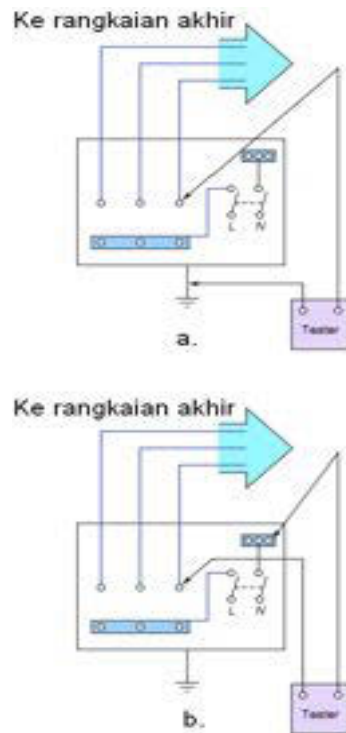 Ke rangkaian akhir
L N
Tester
a.
Ke rangkaian akhir
L N
Tester
b.